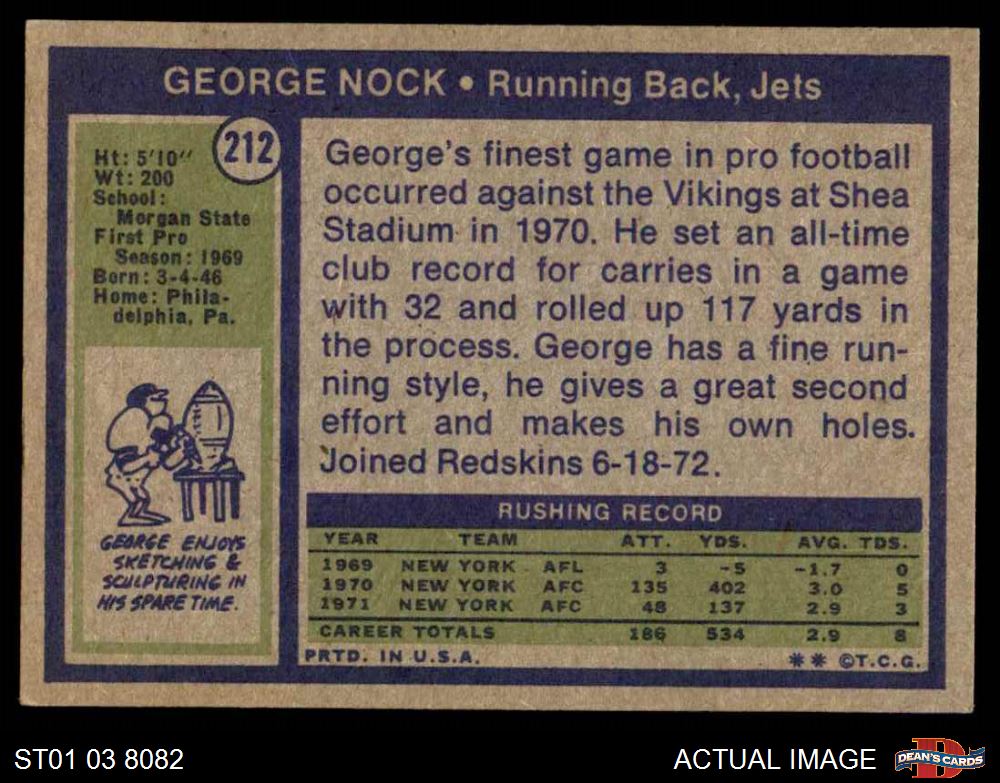 GEORGE NOCK • Running Back, Jets
212
Ht: 5'10"
Wt: 200
School:
Morgan State
First Pro
Season: 1969
Born: 3-4-46
Home: Phila-
delphia, Pa.
GEORGE ENJOYS
SKETCHING &
SCULPTURING IN
HIS SPARE TIME.
George's finest game in pro football
occurred against the Vikings at Shea
Stadium in 1970. He set an all-time
club record for carries in a game
with 32 and rolled up 117 yards in
the process. George has a fine run-
ning style, he gives a great second
effort and makes his own holes.
Joined Redskins 6-18-72.
RUSHING RECORD
YEAR TEAM ATT. YDS. AVG. TDS.
1969 NEW YORK AFL 3 -5 -1.7 0
1970 NEW YORK AFC 135 402 3.0 5
1971 NEW YORK AFC 48 137 2.9 3
CAREER TOTALS 186 534 2.9 8
PRTD. IN U.S.A. ** ©T.C.G.
ST01 03 8082
ACTUAL IMAGE
D
DEAN'S CARDS